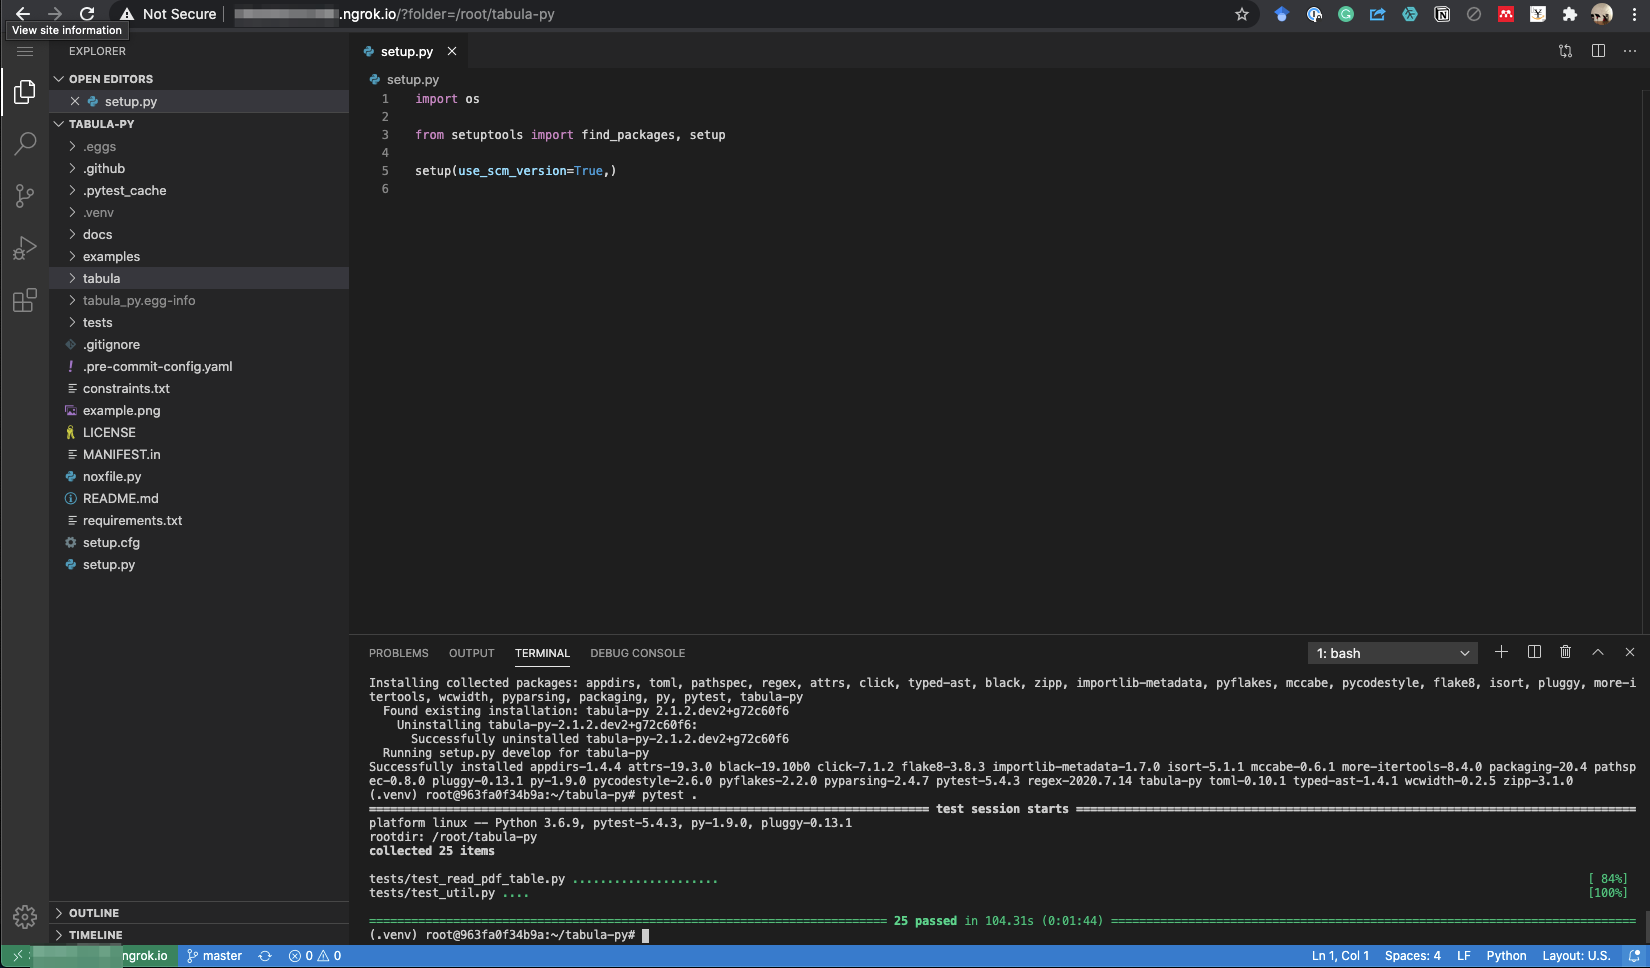 Not Secure
.ngrok.io/?folder=/root/tabula-py
View site information
EXPLORER
OPEN EDITORS
setup.py
TABULA-PY
.eggs
.github
.pytest_cache
.venv
docs
examples
tabula
tabula_py.egg-info
tests
.gitignore
.pre-commit-config.yaml
constraints.txt
example.png
LICENSE
MANIFEST.in
noxfile.py
README.md
requirements.txt
setup.cfg
setup.py
OUTLINE
TIMELINE
setup.py
setup.py
1 import os
2
3 from setuptools import find_packages, setup
4
5 setup(use_scm_version=True,)
6
PROBLEMS OUTPUT TERMINAL DEBUG CONSOLE 1: bash
Installing collected packages: appdirs, toml, pathspec, regex, attrs, click, typed-ast, black, zipp, importlib-metadata, pyflakes, mccabe, pycodestyle, flake8, isort, pluggy, more-i
tertools, wcwidth, pyparsing, packaging, py, pytest, tabula-py
Found existing installation: tabula-py 2.1.2.dev2+g72c60f6
Uninstalling tabula-py-2.1.2.dev2+g72c60f6:
Successfully uninstalled tabula-py-2.1.2.dev2+g72c60f6
Running setup.py develop for tabula-py
Successfully installed appdirs-1.4.4 attrs-19.3.0 black-19.10b0 click-7.1.2 flake8-3.8.3 importlib-metadata-1.7.0 isort-5.1.1 mccabe-0.6.1 more-itertools-8.4.0 packaging-20.4 pathsp
ec-0.8.0 pluggy-0.13.1 py-1.9.0 pycodestyle-2.6.0 pyflakes-2.2.0 pyparsing-2.4.7 pytest-5.4.3 regex-2020.7.14 tabula-py toml-0.10.1 typed-ast-1.4.1 wcwidth-0.2.5 zipp-3.1.0
(.venv) root@963fa0f34b9a:~/tabula-py# pytest .
test session starts
platform linux -- Python 3.6.9, pytest-5.4.3, py-1.9.0, pluggy-0.13.1
rootdir: /root/tabula-py
collected 25 items
tests/test_read_pdf_table.py ..................... [ 84%]
tests/test_util.py .... [100%]
25 passed in 104.31s (0:01:44)
(.venv) root@963fa0f34b9a:~/tabula-py#
ngrok.io master 0 0 Ln 1, Col 1 Spaces: 4 LF Python Layout: U.S.